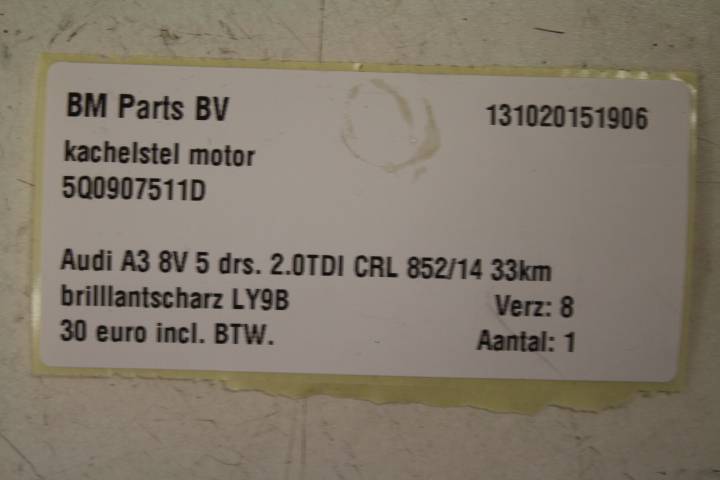 BM Parts BV 131020151906
kachelstel motor
5Q0907511D
Audi A3 8V 5 drs. 2.0TDI CRL 852/14 33km
brilllantscharz LY9B Verz: 8
30 euro incl. BTW. Aantal: 1